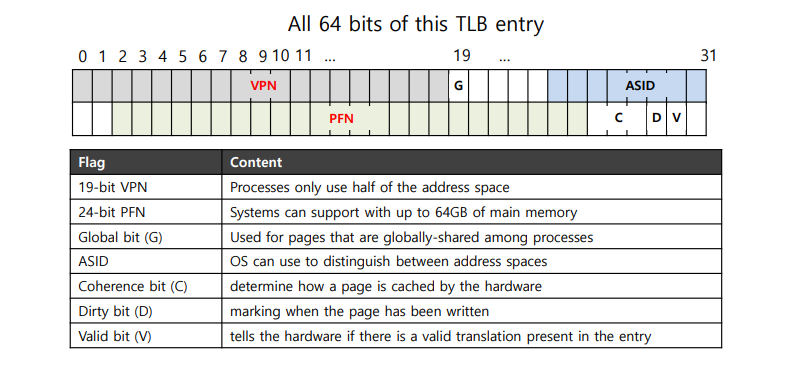 All 64 bits of this TLB entry
0 1 2 3 4 5 6 7 8 9 10 11 ... 19 ... 31
VPN G ASID
PFN C D V
Flag Content
19-bit VPN Processes only use half of the address space
24-bit PFN Systems can support with up to 64GB of main memory
Global bit (G) Used for pages that are globally-shared among processes
ASID OS can use to distinguish between address spaces
Coherence bit (C) determine how a page is cached by the hardware
Dirty bit (D) marking when the page has been written
Valid bit (V) tells the hardware if there is a valid translation present in the entry